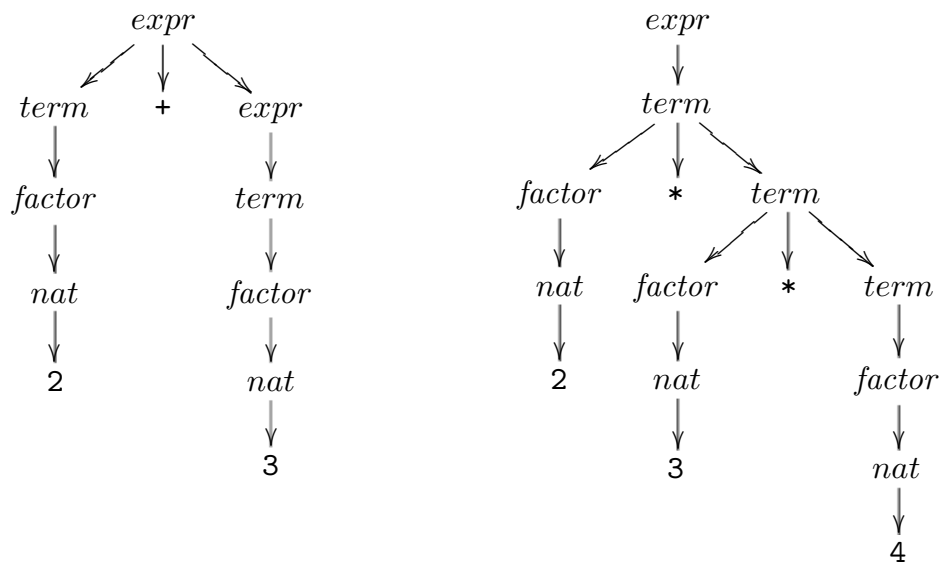 expr
term + expr
factor term
nat factor
2 nat
3
expr
term
factor * term
nat factor * term
2 nat factor
3 nat
4